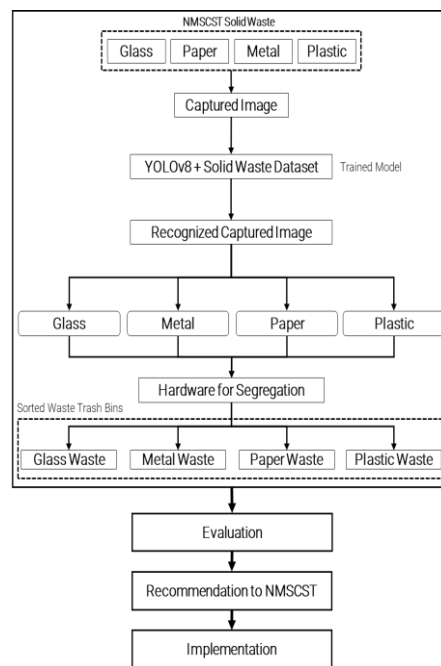 NMSCST Solid Waste
Glass Paper Metal Plastic
Captured Image
YOLOv8 + Solid Waste Dataset Trained Model
Recognized Captured Image
Glass Metal Paper Plastic
Hardware for Segregation
Sorted Waste Trash Bins
Glass Waste Metal Waste Paper Waste Plastic Waste
Evaluation
Recommendation to NMSCST
Implementation